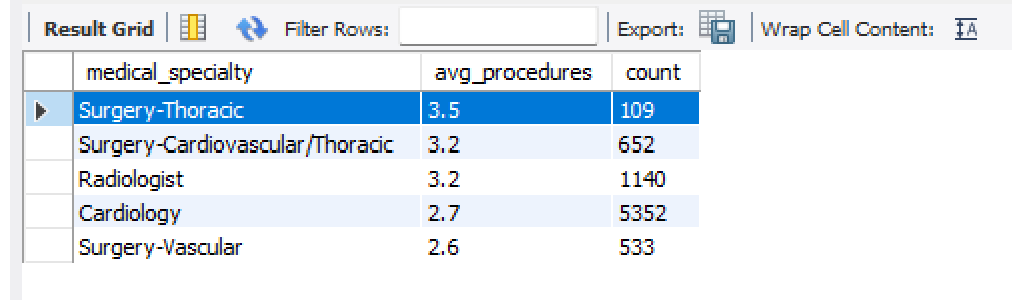 Result Grid Filter Rows: Export: Wrap Cell Content: IA
medical_specialty avg_procedures count
Surgery-Thoracic 3.5 109
Surgery-Cardiovascular/Thoracic 3.2 652
Radiologist 3.2 1140
Cardiology 2.7 5352
Surgery-Vascular 2.6 533